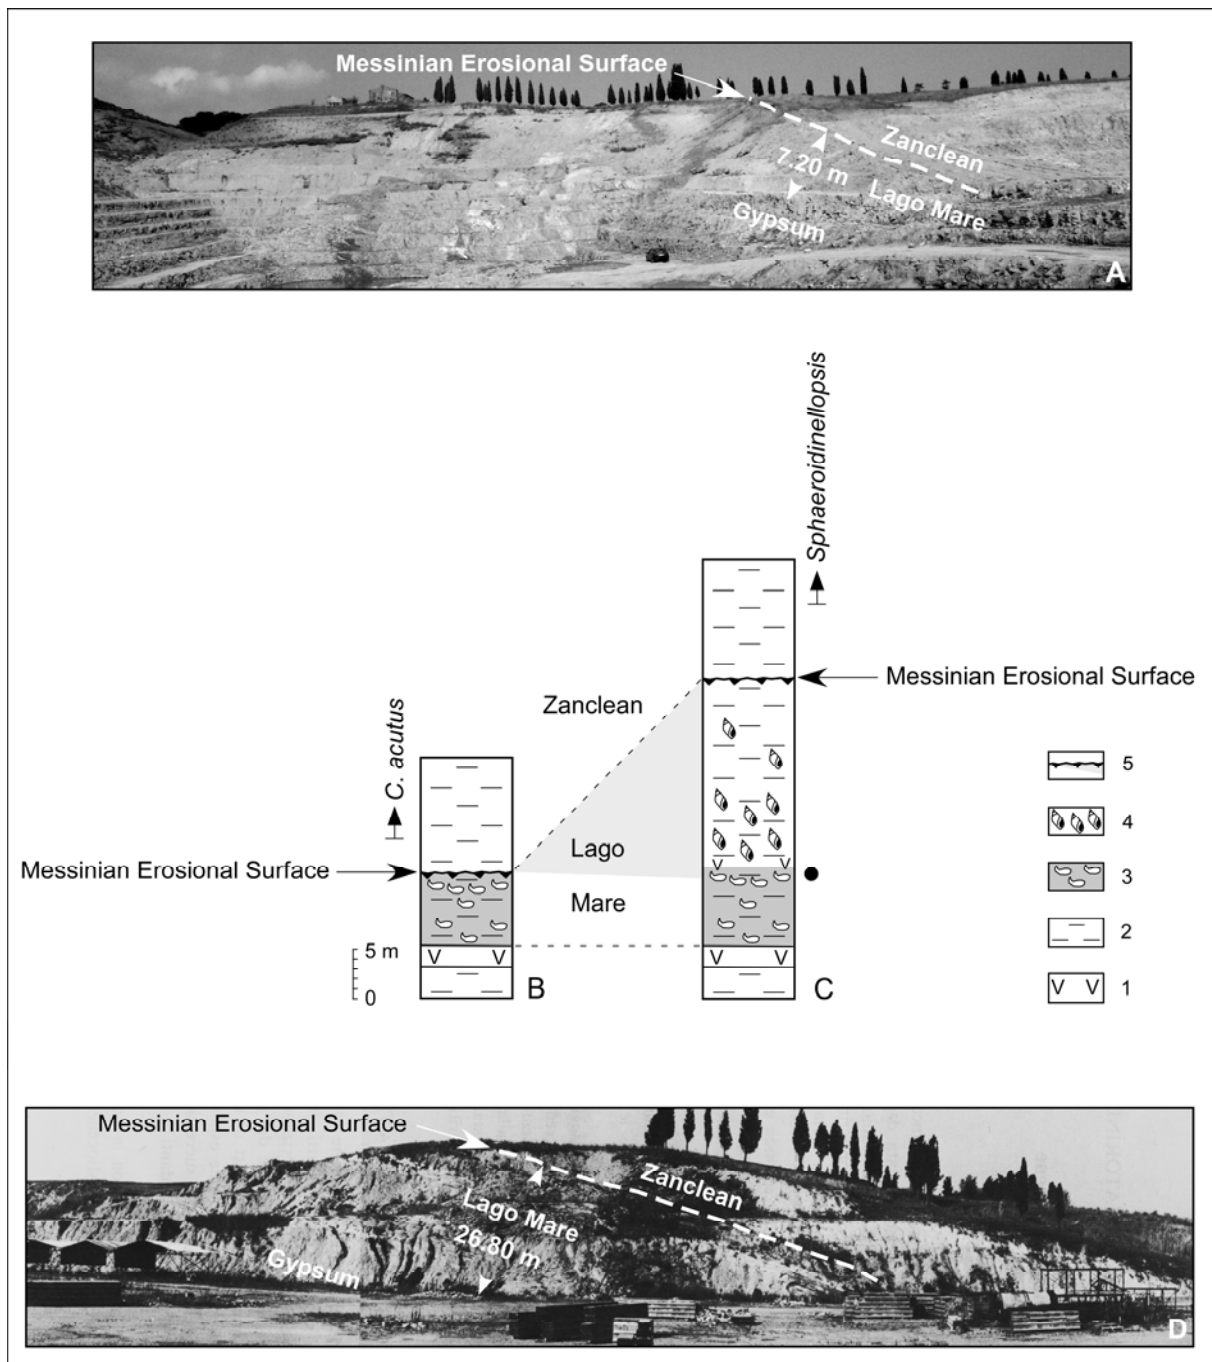 Messinian Erosional Surface
Zanclean
7.20 m
Lago Mare
Gypsum
A
Sphaeroidinellopsis
Messinian Erosional Surface
Zanclean
C. acutus
5
4
Lago
Messinian Erosional Surface
3
Mare
2
5 m
0
B
C
1
Messinian Erosional Surface
Zanclean
Lago Mare
26.80 m
Gypsum
D